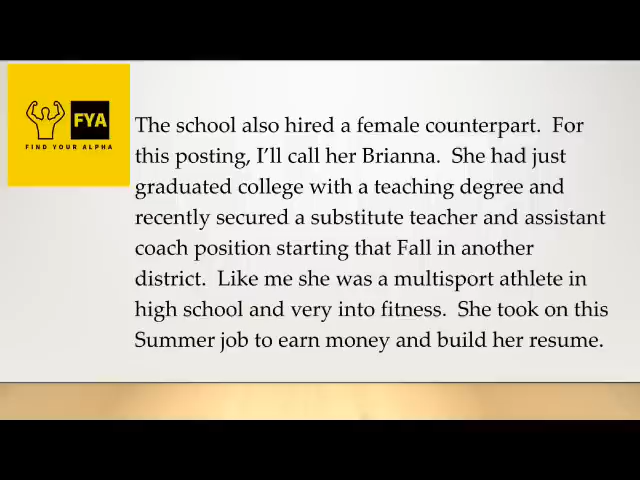 FYA
FIND YOUR ALPHA
The school also hired a female counterpart.  For
this posting, I'll call her Brianna.  She had just
graduated college with a teaching degree and
recently secured a substitute teacher and assistant
coach position starting that Fall in another
district.  Like me she was a multisport athlete in
high school and very into fitness.  She took on this
Summer job to earn money and build her resume.